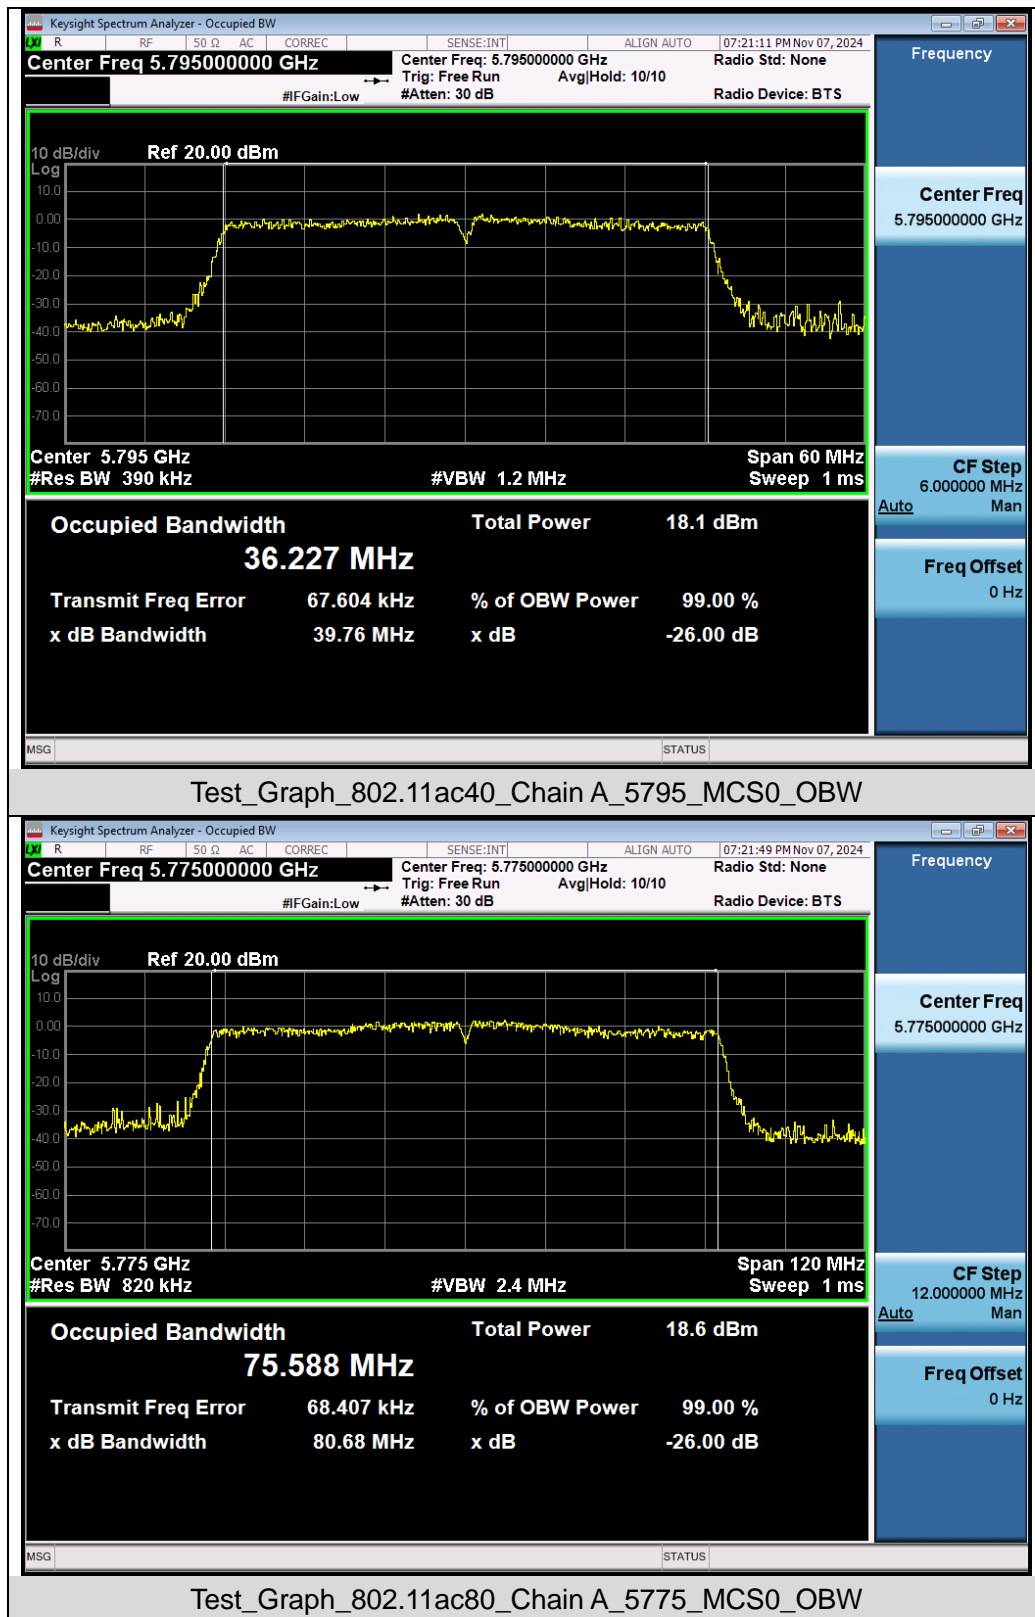 Keysight Spectrum Analyzer - Occupied BW
LXI R RF 50 Ω AC CORREC SENSE:INT ALIGN AUTO 07:21:11 PM Nov 07, 2024
Center Freq 5.795000000 GHz Center Freq: 5.795000000 GHz Radio Std: None
Trig: Free Run Avg|Hold: 10/10
#IFGain:Low #Atten: 30 dB Radio Device: BTS
Frequency
10 dB/div Ref 20.00 dBm
Log
10.0
0.00
-10.0
-20.0
-30.0
-40.0
-50.0
-60.0
-70.0
Center 5.795 GHz Span 60 MHz
#Res BW 390 kHz #VBW 1.2 MHz Sweep 1 ms
Center Freq
5.795000000 GHz
CF Step
6.000000 MHz
Auto Man
Freq Offset
0 Hz
Occupied Bandwidth Total Power 18.1 dBm
36.227 MHz
Transmit Freq Error 67.604 kHz % of OBW Power 99.00 %
x dB Bandwidth 39.76 MHz x dB -26.00 dB
MSG STATUS
Test_Graph_802.11ac40_Chain A_5795_MCS0_OBW
Keysight Spectrum Analyzer - Occupied BW
LXI R RF 50 Ω AC CORREC SENSE:INT ALIGN AUTO 07:21:49 PM Nov 07, 2024
Center Freq 5.775000000 GHz Center Freq: 5.775000000 GHz Radio Std: None
Trig: Free Run Avg|Hold: 10/10
#IFGain:Low #Atten: 30 dB Radio Device: BTS
Frequency
10 dB/div Ref 20.00 dBm
Log
10.0
0.00
-10.0
-20.0
-30.0
-40.0
-50.0
-60.0
-70.0
Center 5.775 GHz Span 120 MHz
#Res BW 820 kHz #VBW 2.4 MHz Sweep 1 ms
Center Freq
5.775000000 GHz
CF Step
12.000000 MHz
Auto Man
Freq Offset
0 Hz
Occupied Bandwidth Total Power 18.6 dBm
75.588 MHz
Transmit Freq Error 68.407 kHz % of OBW Power 99.00 %
x dB Bandwidth 80.68 MHz x dB -26.00 dB
MSG STATUS
Test_Graph_802.11ac80_Chain A_5775_MCS0_OBW